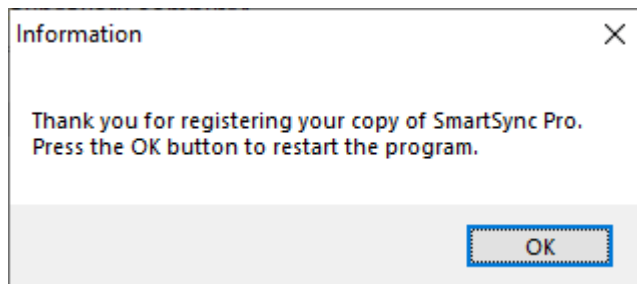 Information
Thank you for registering your copy of SmartSync Pro.
Press the OK button to restart the program.
OK